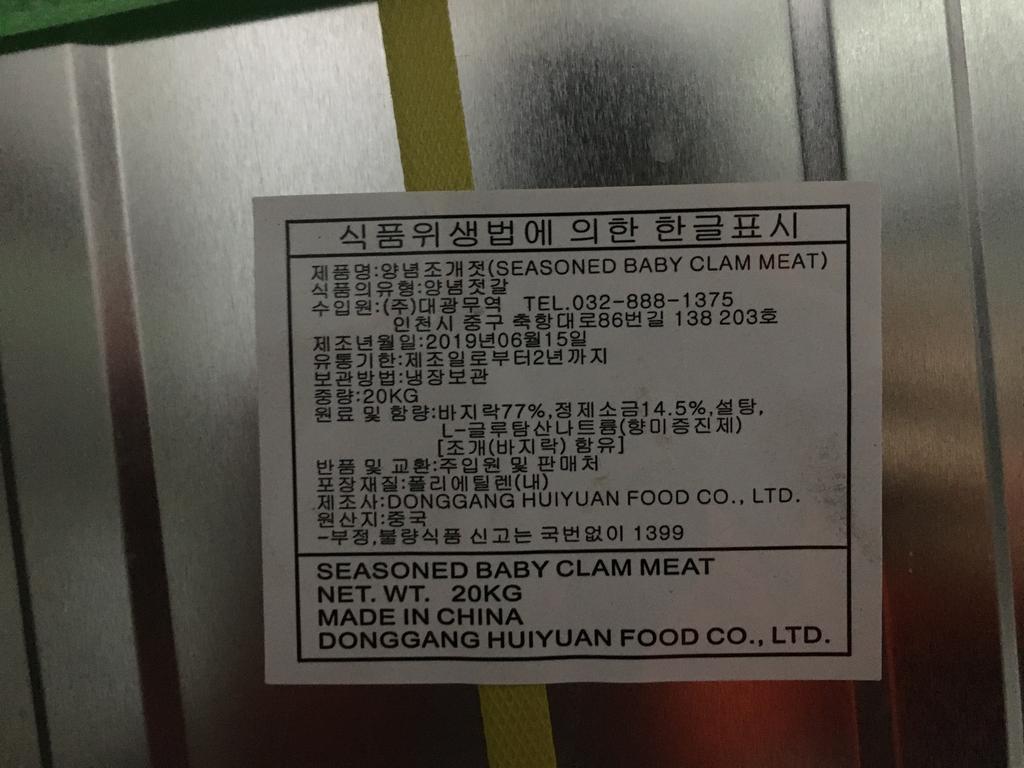 식품위생법에 의한 한글표시
제품명:양념조개젓(SEASONED BABY CLAM MEAT)
식품의유형:양념젓갈
수입원:(주)대광무역 TEL.032-888-1375
인천시 중구 축항대로86번길 138 203호
제조년월일:2019년06월15일
유통기한:제조일로부터2년까지
보관방법:냉장보관
중량:20KG
원료 및 함량:바지락77%,정제소금14.5%,설탕,
L-글루탐산나트륨(향미증진제)
[조개(바지락) 함유]
반품 및 교환:주입원 및 판매처
포장재질:폴리에틸렌(내)
제조사:DONGGANG HUIYUAN FOOD CO., LTD.
원산지:중국
-부정,불량식품 신고는 국번없이 1399
SEASONED BABY CLAM MEAT
NET. WT. 20KG
MADE IN CHINA
DONGGANG HUIYUAN FOOD CO., LTD.